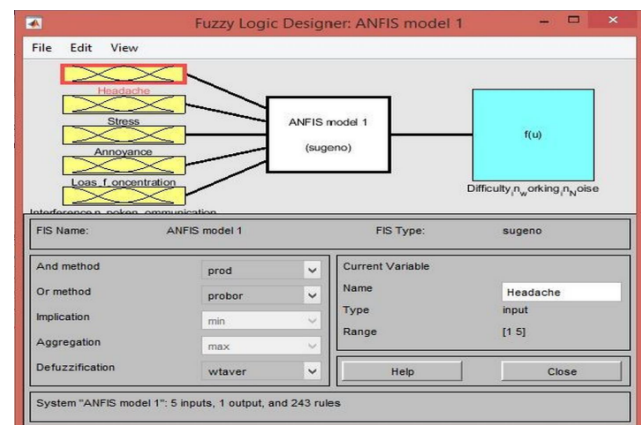 Fuzzy Logic Designer: ANFIS model 1
File Edit View
Headache
Stress
Annoyance
Loas_f_oncentration
Interference_n_poken_ommunication
ANFIS model 1
(sugeno)
f(u)
Difficulty_in_working_in_Noise
FIS Name: ANFIS model 1 FIS Type: sugeno
And method prod
Or method probor
Implication min
Aggregation max
Defuzzification wtaver
Current Variable
Name Headache
Type input
Range [1 5]
Help Close
System "ANFIS model 1": 5 inputs, 1 output, and 243 rules